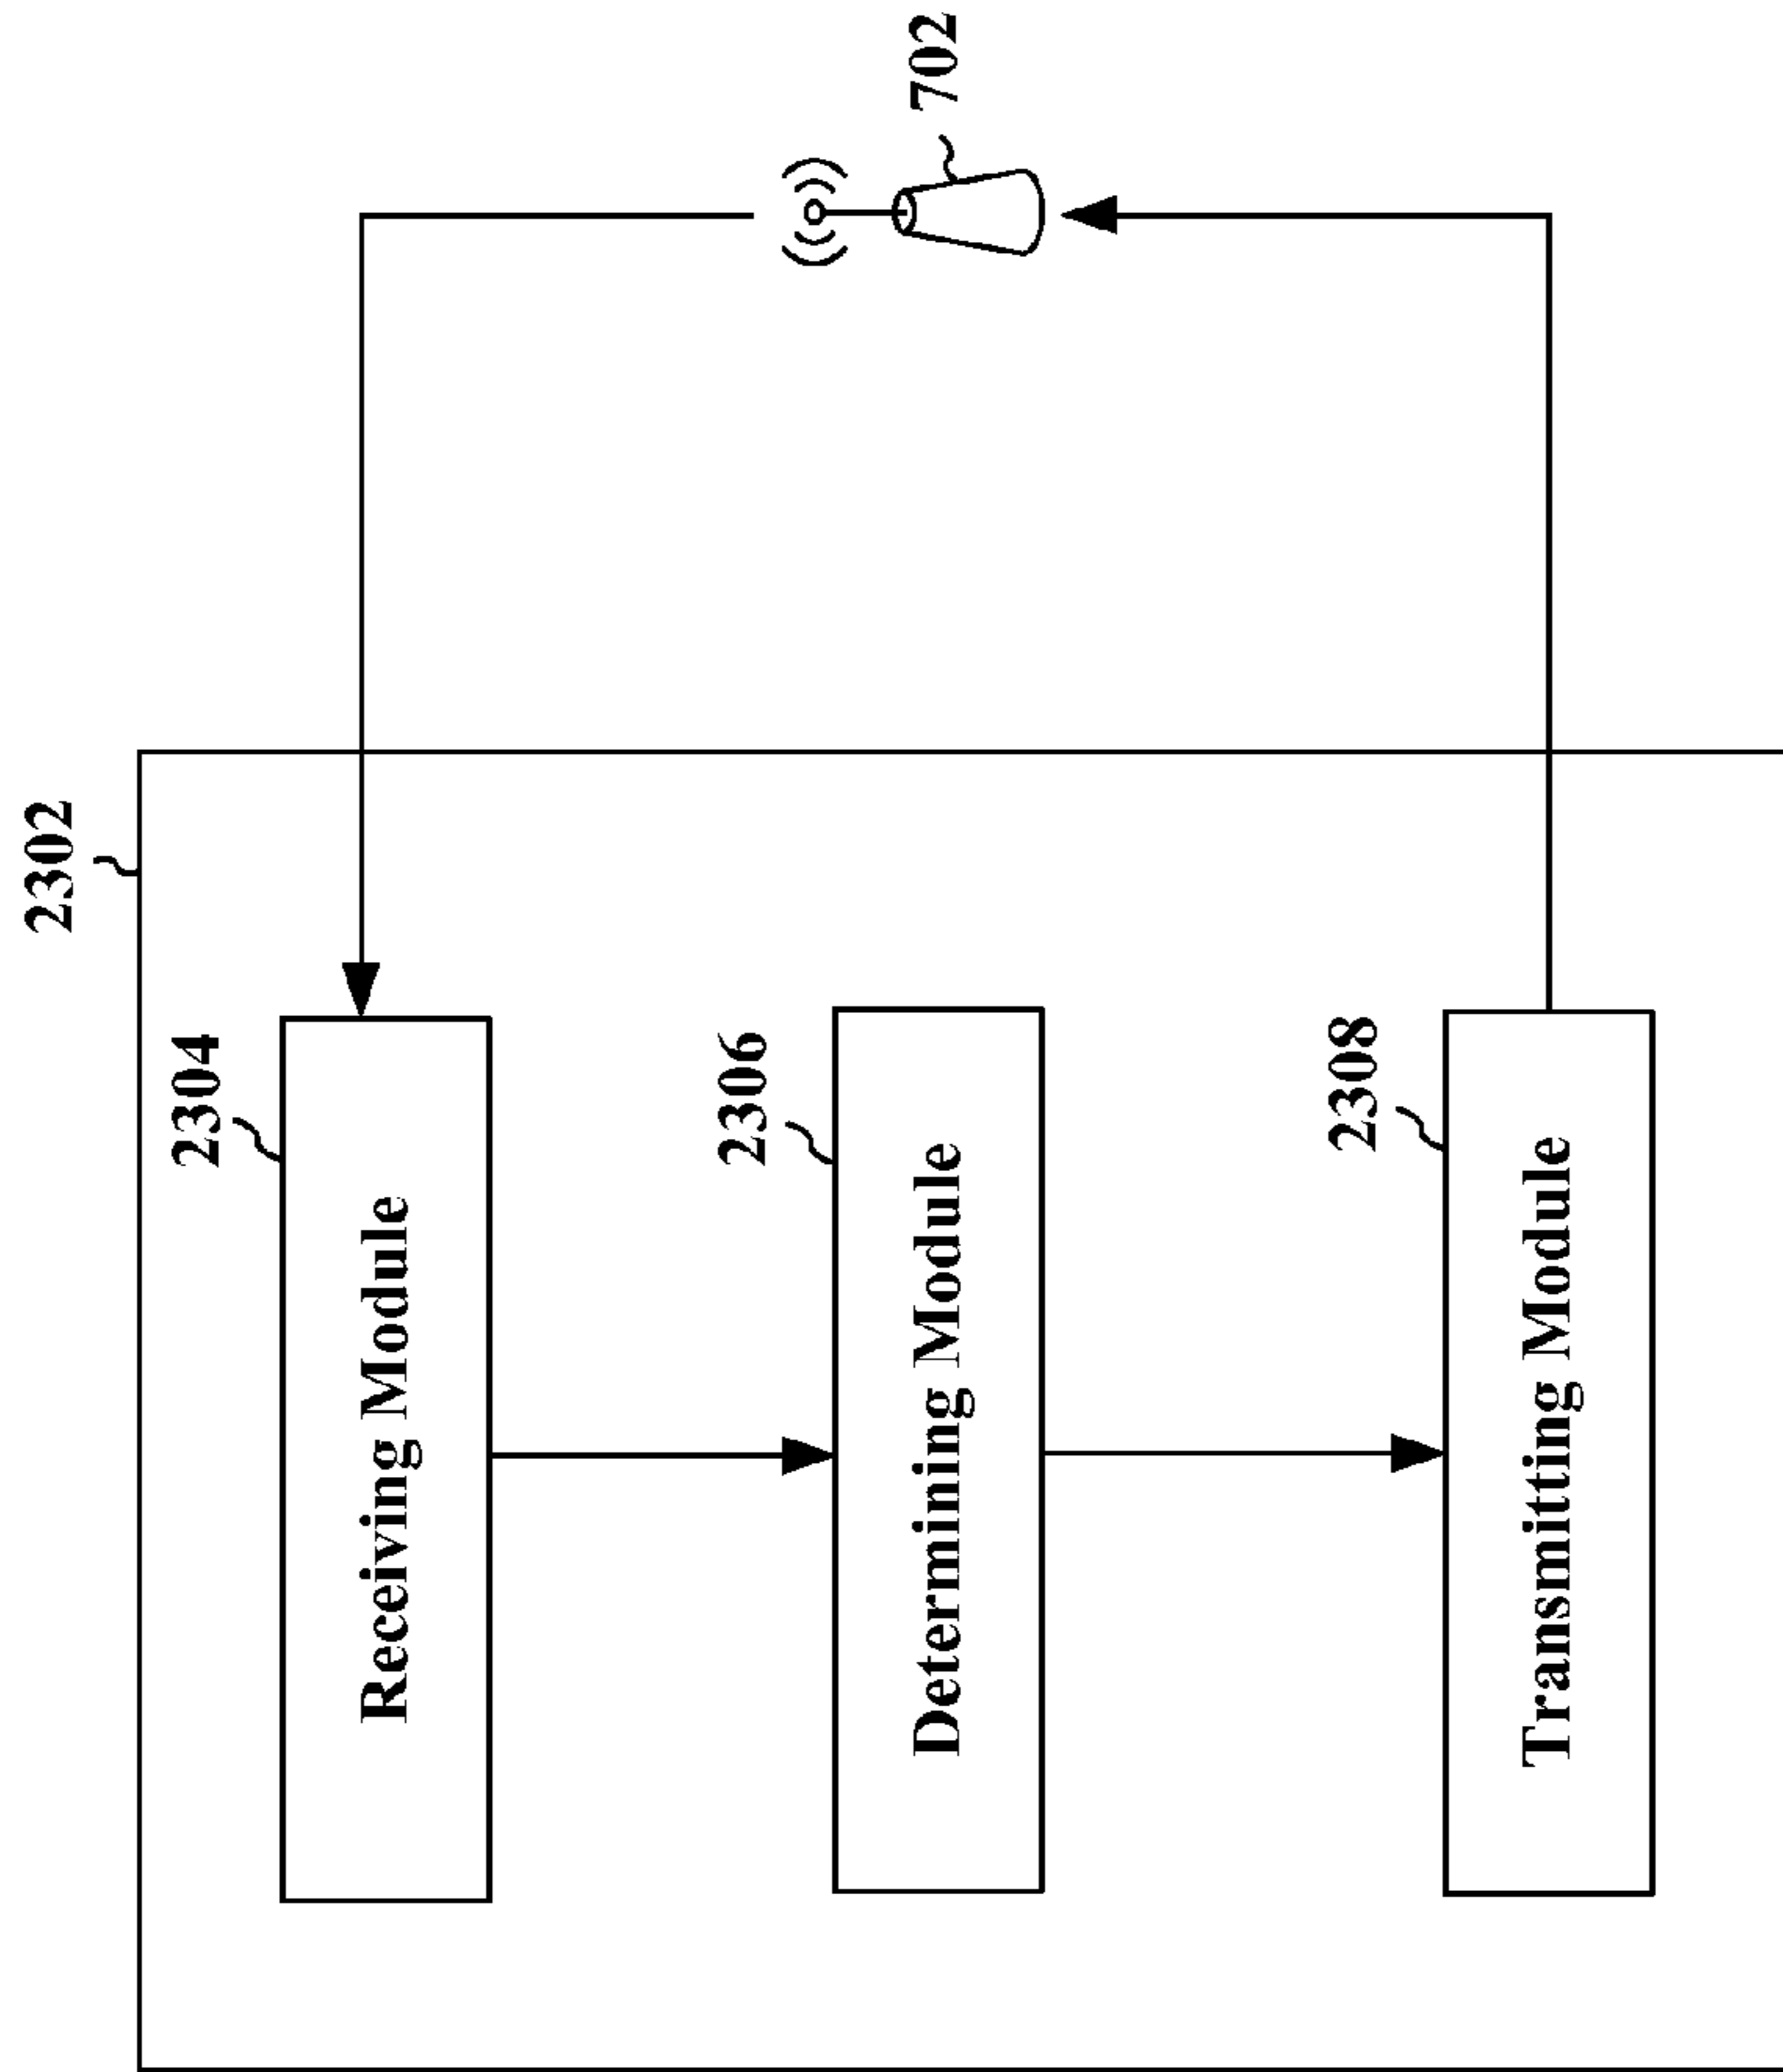 2302
2304
Receiving Module
702
2306
Determining Module
2308
Transmitting Module